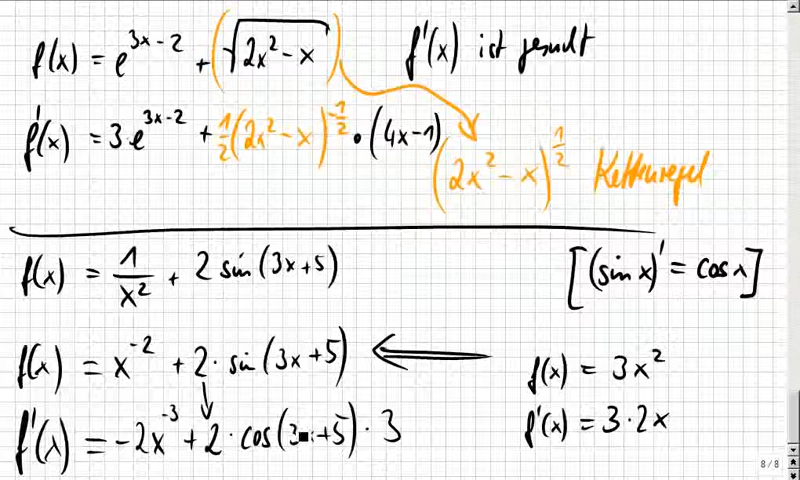 f(x) = e^{3x-2} + (√(2x² - x)) f'(x) ist gesucht
f'(x) = 3·e^{3x-2} + 1/2 (2x² - x)^{-1/2} · (4x-1)
(2x² - x)^{1/2} Kettenregel
f(x) = 1/x² + 2 sin(3x+5) [(sin x)' = cos x]
f(x) = x^{-2} + 2 · sin(3x+5) ⇐ f(x) = 3x²
f'(x) = -2x^{-3} + 2 · cos(3x+5) · 3 f'(x) = 3·2x
8/8